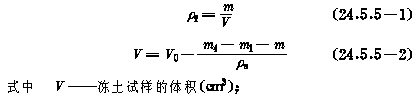 ρ₁ = m/V (24.5.5-1)
V = V₀ - (m₄ - m₁ - m)/ρₙ (24.5.5-2)
式中 V——冻土试样的体积(cm³);